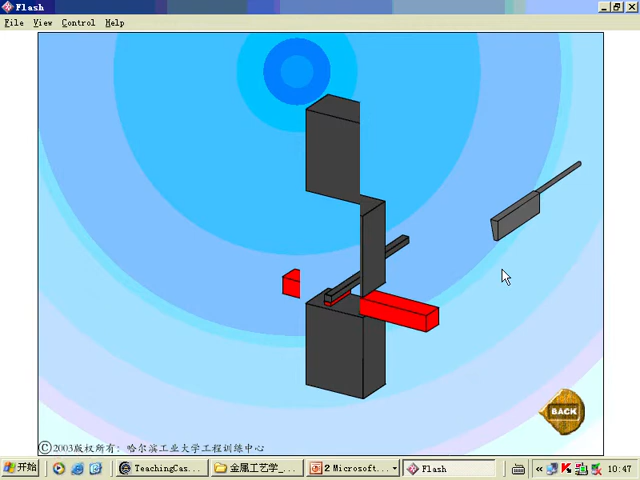 Flash
File View Control Help
BACK
©2003版权所有：哈尔滨工业大学工程训练中心
开始 TeachingCas... 金属工艺学_... 2 Microsoft... Flash 10:47